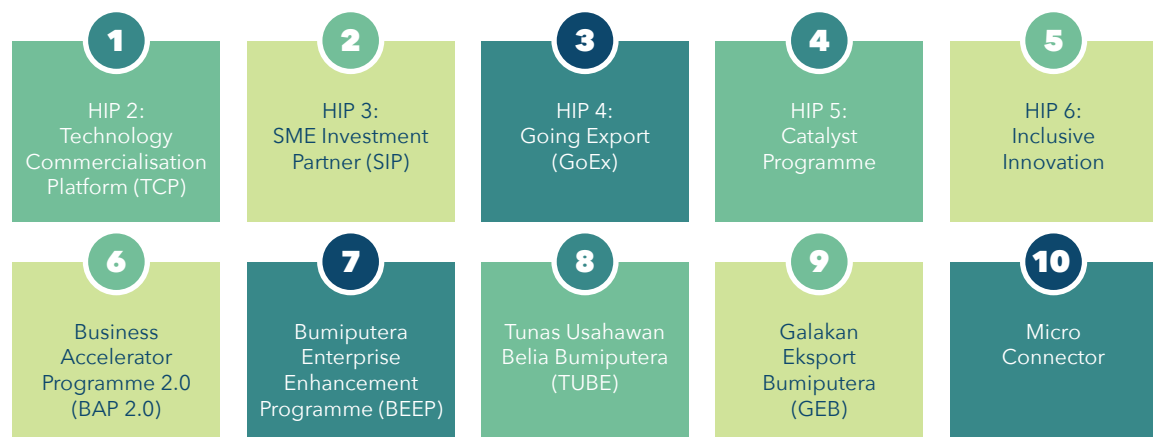 1
HIP 2:
Technology
Commercialisation
Platform (TCP)
2
HIP 3:
SME Investment
Partner (SIP)
3
HIP 4:
Going Export
(GoEx)
4
HIP 5:
Catalyst
Programme
5
HIP 6:
Inclusive
Innovation
6
Business
Accelerator
Programme 2.0
(BAP 2.0)
7
Bumiputera
Enterprise
Enhancement
Programme (BEEP)
8
Tunas Usahawan
Belia Bumiputera
(TUBE)
9
Galakan
Eksport
Bumiputera
(GEB)
10
Micro
Connector